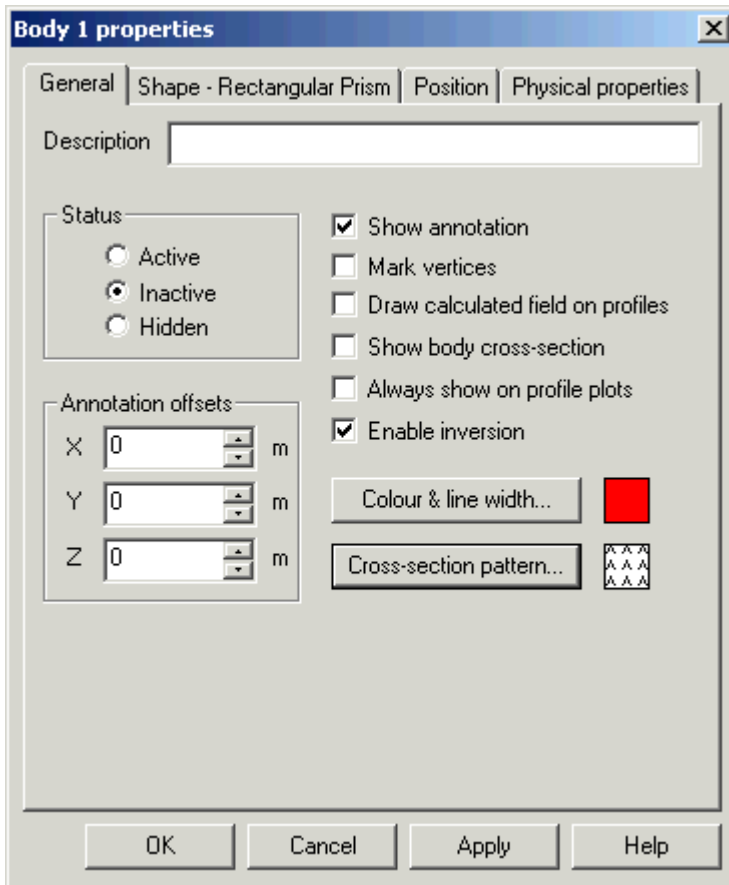 Body 1 properties
General Shape - Rectangular Prism Position Physical properties
Description
Status
Active
Inactive
Hidden
Show annotation
Mark vertices
Draw calculated field on profiles
Show body cross-section
Always show on profile plots
Enable inversion
Annotation offsets
X 0 m
Y 0 m
Z 0 m
Colour & line width...
Cross-section pattern...
OK Cancel Apply Help